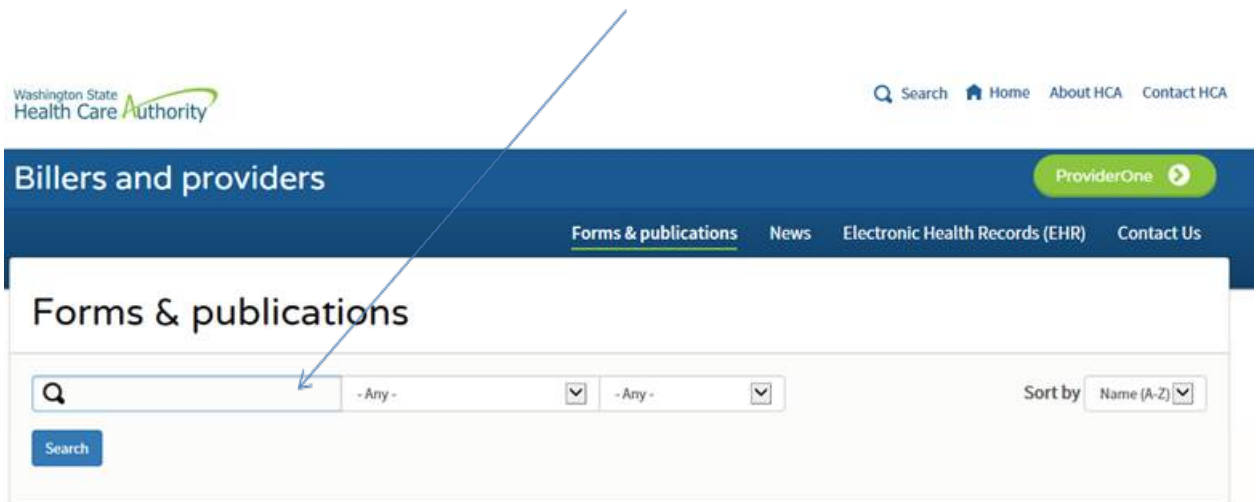 Washington State
Health Care Authority
Search Home About HCA Contact HCA
Billers and providers
ProviderOne
Forms & publications News Electronic Health Records (EHR) Contact Us
Forms & publications
- Any - - Any - Sort by Name (A-Z)
Search